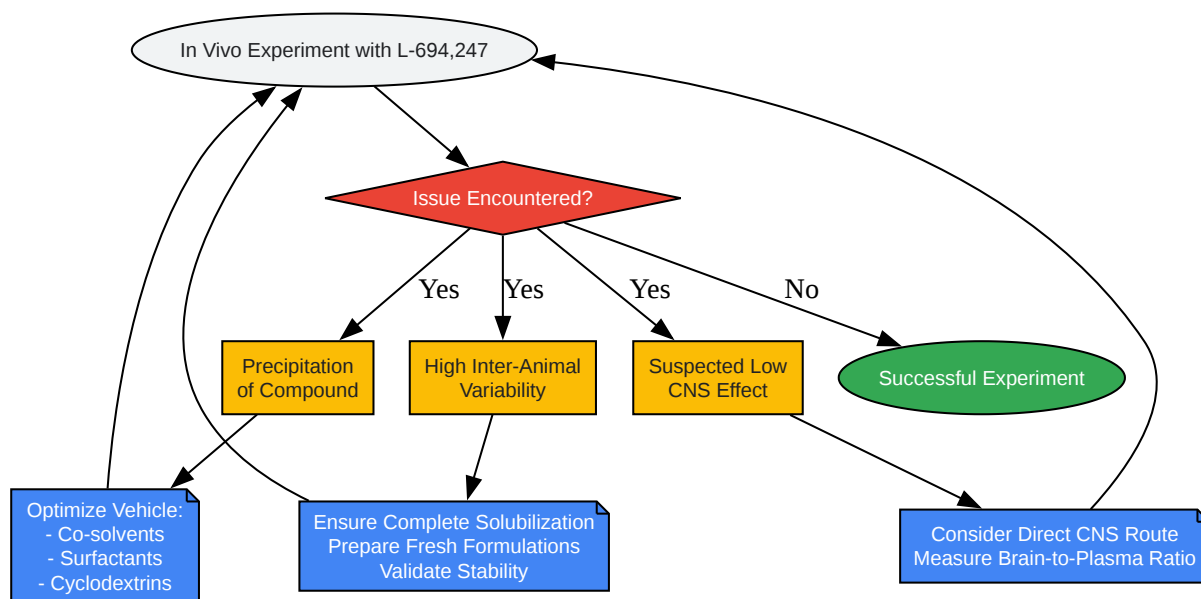 In Vivo Experiment with L-694,247
Issue Encountered?
Yes
Yes
Yes
No
Precipitation
of Compound
High Inter-Animal
Variability
Suspected Low
CNS Effect
Successful Experiment
Optimize Vehicle:
- Co-solvents
- Surfactants
- Cyclodextrins
Ensure Complete Solubilization
Prepare Fresh Formulations
Validate Stability
Consider Direct CNS Route
Measure Brain-to-Plasma Ratio